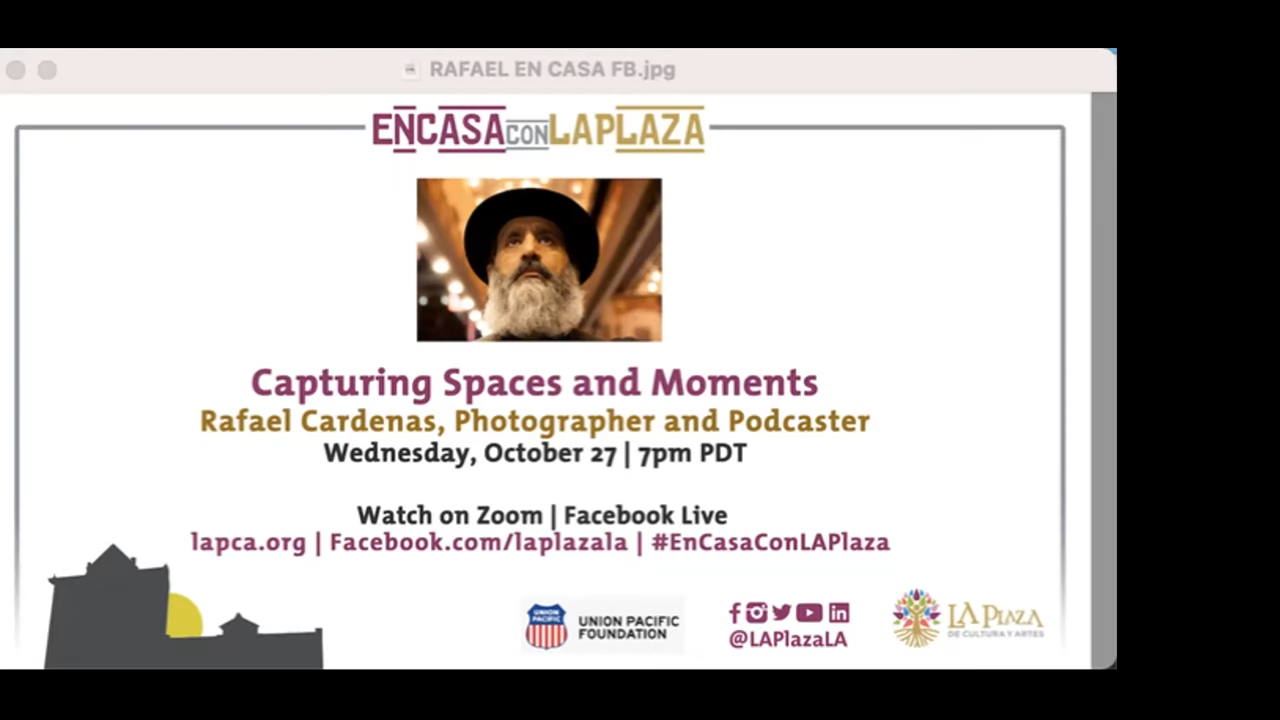 RAFAEL EN CASA FB.jpg
ENCASACONLAPLAZA
Capturing Spaces and Moments
Rafael Cardenas, Photographer and Podcaster
Wednesday, October 27 | 7pm PDT
Watch on Zoom | Facebook Live
lapca.org | Facebook.com/laplazala | #EnCasaConLAPlaza
UNION PACIFIC
UNION PACIFIC
FOUNDATION
@LAPlazaLA
LA PLAZA
DE CULTURA Y ARTES